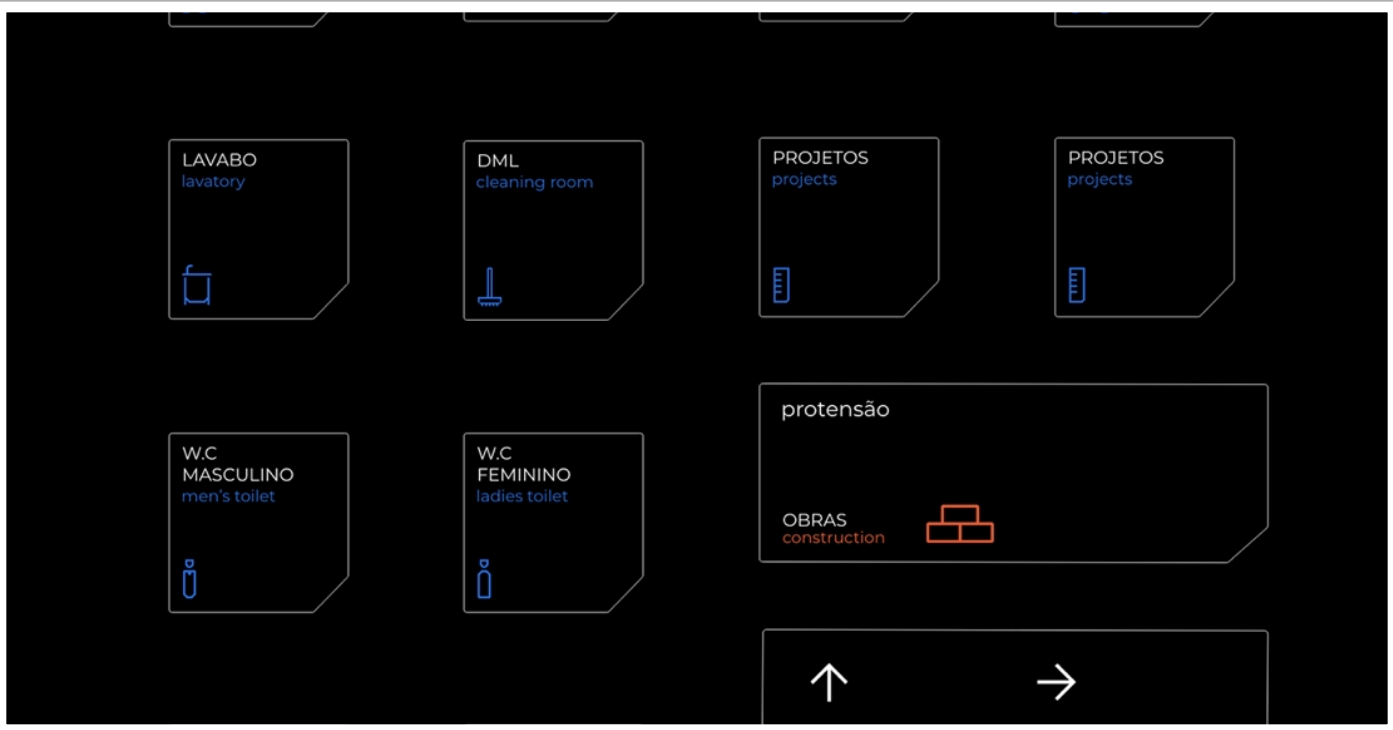 LAVABO
lavatory
DML
cleaning room
PROJETOS
projects
PROJETOS
projects
W.C
MASCULINO
men's toilet
W.C
FEMININO
ladies toilet
protensão
OBRAS
construction